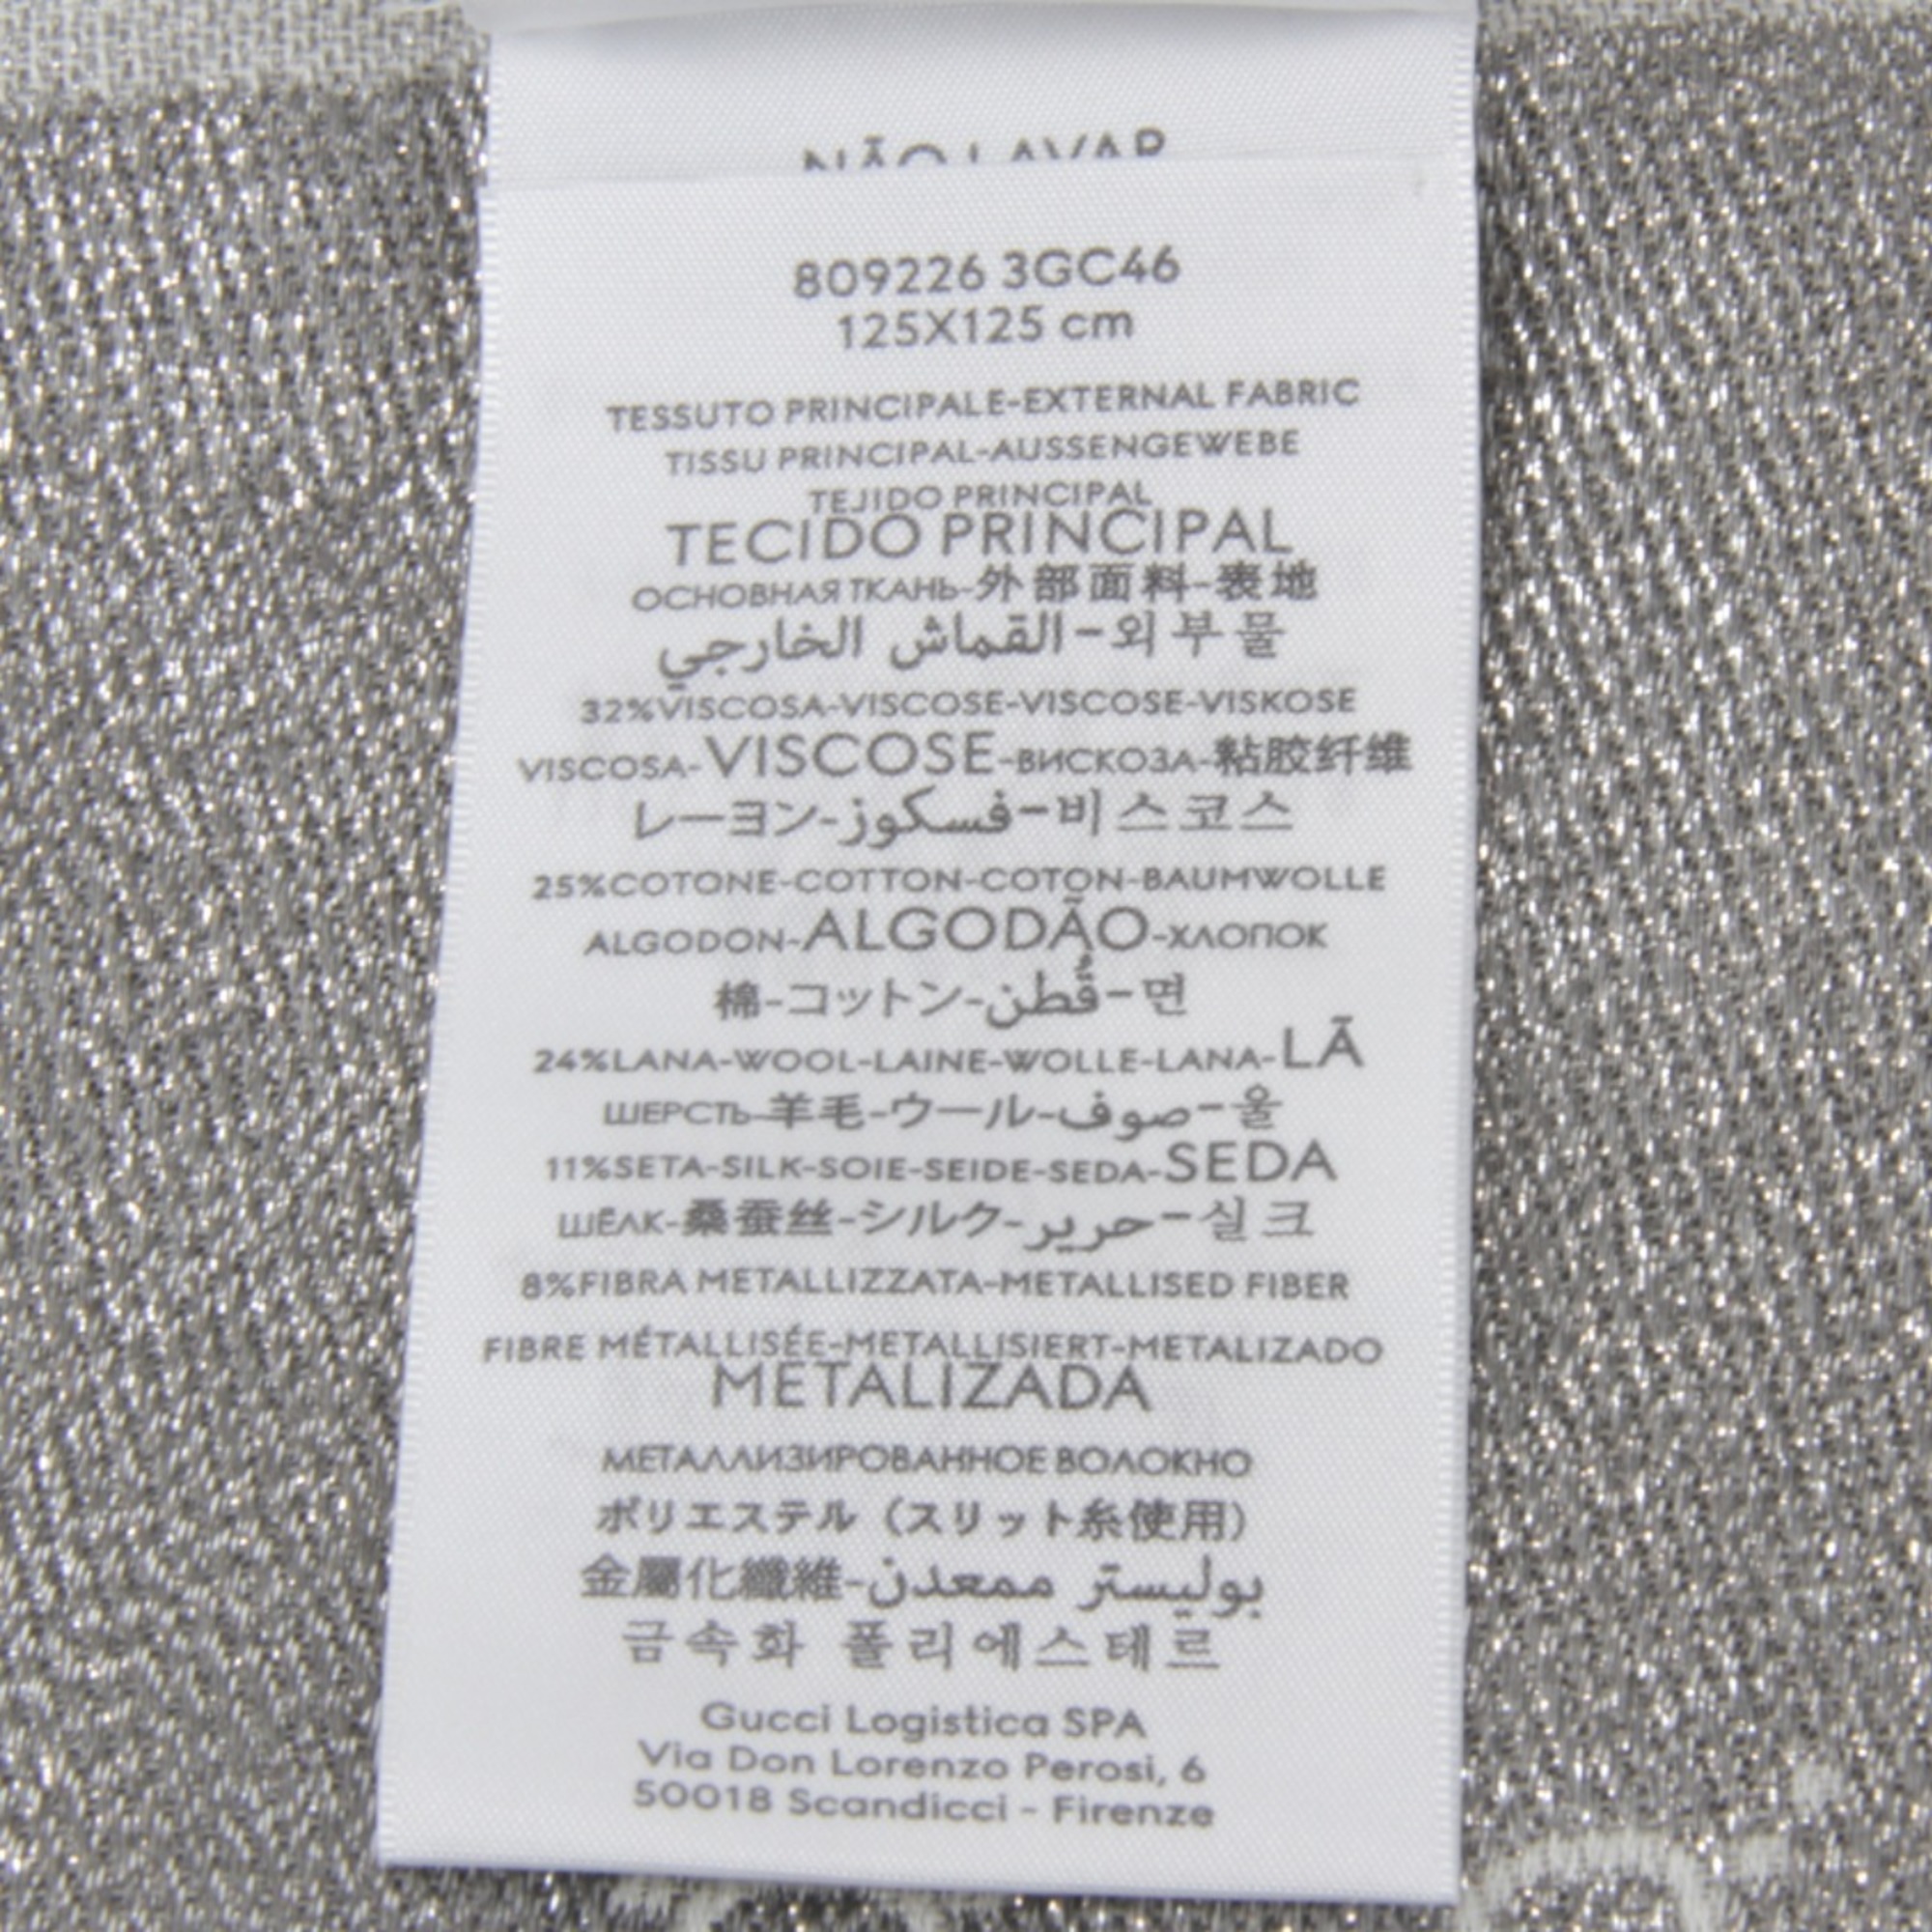 NÃO LAVAR
809226 3GC46
125X125 cm
TESSUTO PRINCIPALE-EXTERNAL FABRIC
TISSU PRINCIPAL-AUSSENGEWEBE
TEJIDO PRINCIPAL
TECIDO PRINCIPAL
ОСНОВНАЯ ТКАНЬ-外部面料-表地
القماش الخارجي-외부물
32%VISCOSA-VISCOSE-VISCOSE-VISKOSE
VISCOSA-VISCOSE-ВИСКОЗА-粘胶纤维
レーヨン-فسكوز-비스코스
25%COTONE-COTTON-COTON-BAUMWOLLE
ALGODON-ALGODÃO-ХЛОПОК
棉-コットン-قُطن-면
24%LANA-WOOL-LAINE-WOLLE-LANA-LÃ
ШЕРСТЬ-羊毛-ウール-صوف-울
11%SETA-SILK-SOIE-SEIDE-SEDA-SEDA
ШЁЛК-桑蚕丝-シルク-حرير-실크
8%FIBRA METALLIZZATA-METALLISED FIBER
FIBRE MÉTALLISÉE-METALLISIERT-METALIZADO
METALIZADA
МЕТАЛЛИЗИРОВАННОЕ ВОЛОКНО
ポリエステル（スリット糸使用）
金屬化纖維-بوليستر ممعدن
금속화 폴리에스테르
Gucci Logistica SPA
Via Don Lorenzo Perosi, 6
50018 Scandicci - Firenze